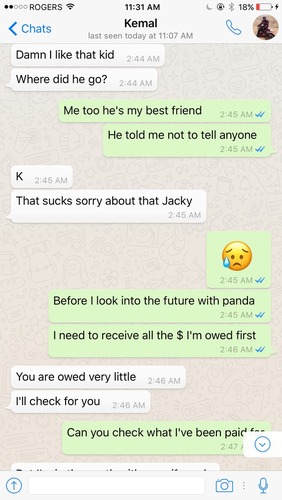 ROGERS 11:31 AM 18%
Chats Kemal
last seen today at 11:07 AM
Damn I like that kid 2:44 AM
Where did he go? 2:44 AM
Me too he's my best friend 2:45 AM
He told me not to tell anyone
2:45 AM
K 2:45 AM
That sucks sorry about that Jacky
2:45 AM
2:45 AM
Before I look into the future with panda
2:45 AM
I need to receive all the $ I'm owed first
2:46 AM
You are owed very little 2:46 AM
I'll check for you 2:46 AM
Can you check what I've been paid for
2:47